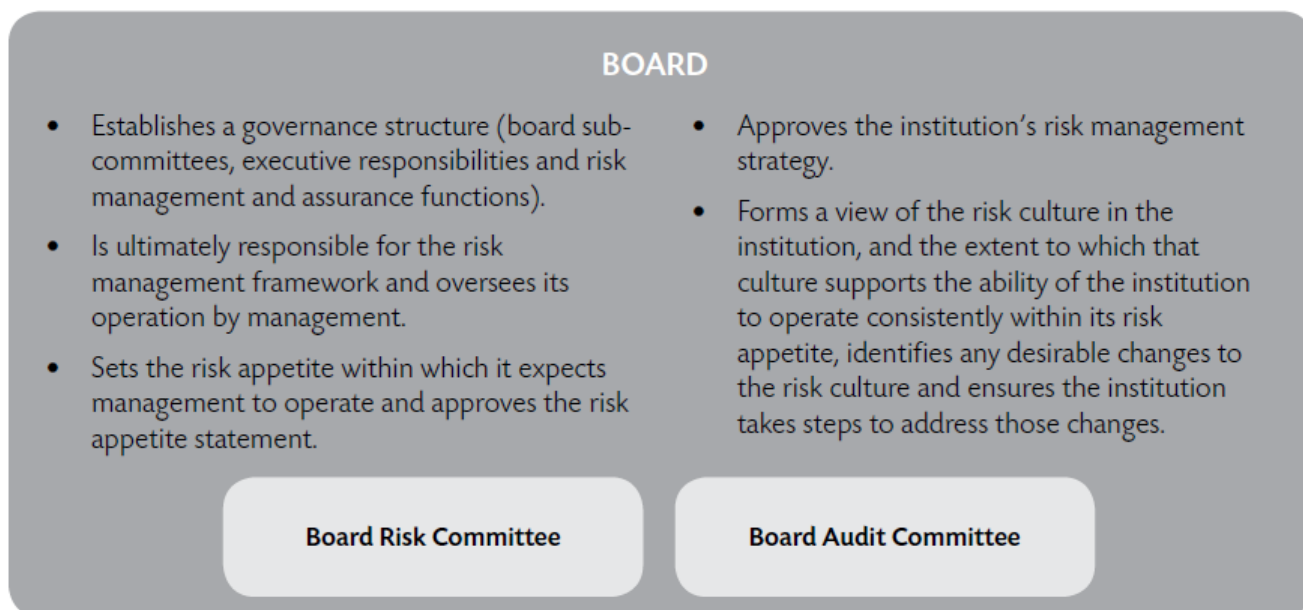 BOARD
• Establishes a governance structure (board sub-
committees, executive responsibilities and risk
management and assurance functions).
• Is ultimately responsible for the risk
management framework and oversees its
operation by management.
• Sets the risk appetite within which it expects
management to operate and approves the risk
appetite statement.
• Approves the institution’s risk management
strategy.
• Forms a view of the risk culture in the
institution, and the extent to which that
culture supports the ability of the institution
to operate consistently within its risk
appetite, identifies any desirable changes to
the risk culture and ensures the institution
takes steps to address those changes.
Board Risk Committee
Board Audit Committee